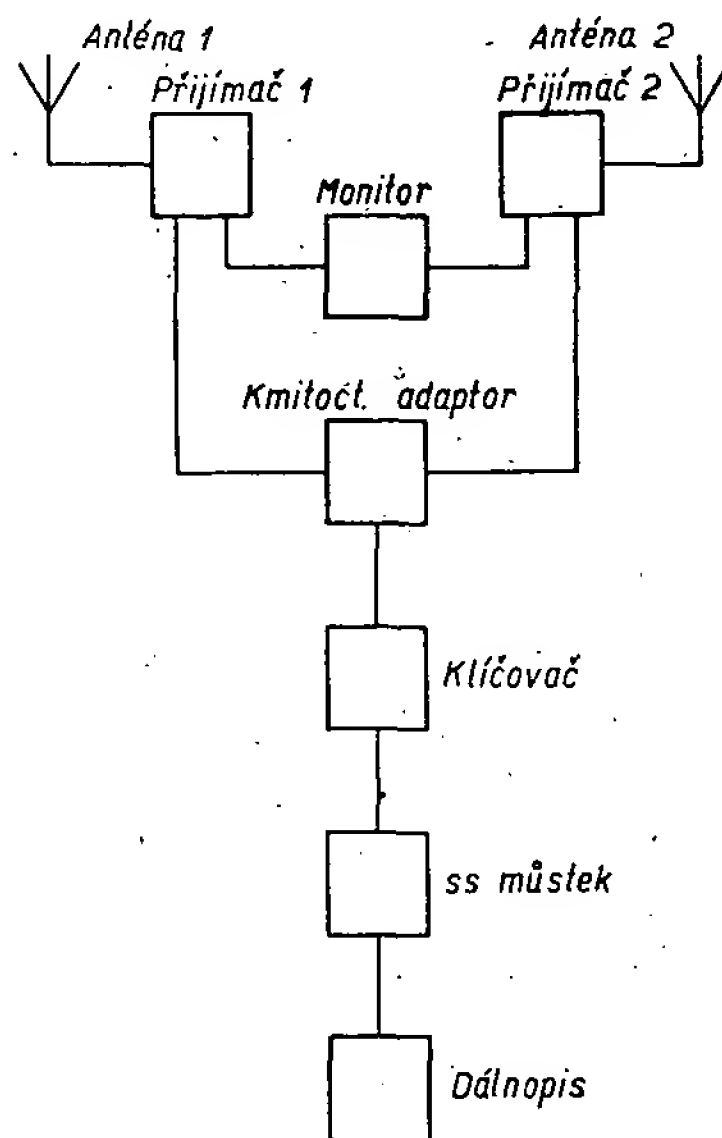 Anténa 1
Anténa 2
Přijímač 1
Přijímač 2
Monitor
Kmitočt. adaptor
Klíčovač
ss můstek
Dálnopis